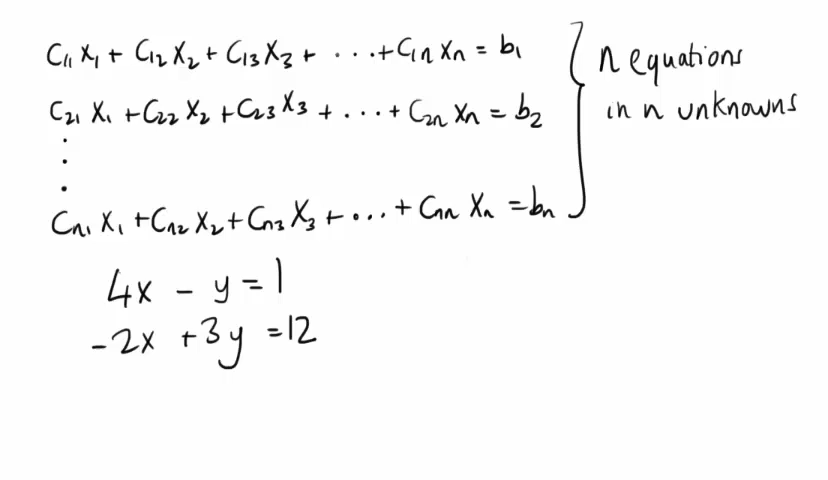 C11 X1 + C12 X2 + C13 X3 + ... + C1n Xn = b1
C21 X1 + C22 X2 + C23 X3 + ... + C2n Xn = b2
.
.
.
Cn1 X1 + Cn2 X2 + Cn3 X3 + ... + Cnn Xn = bn
n equations
in n unknowns
4x - y = 1
-2x + 3y = 12